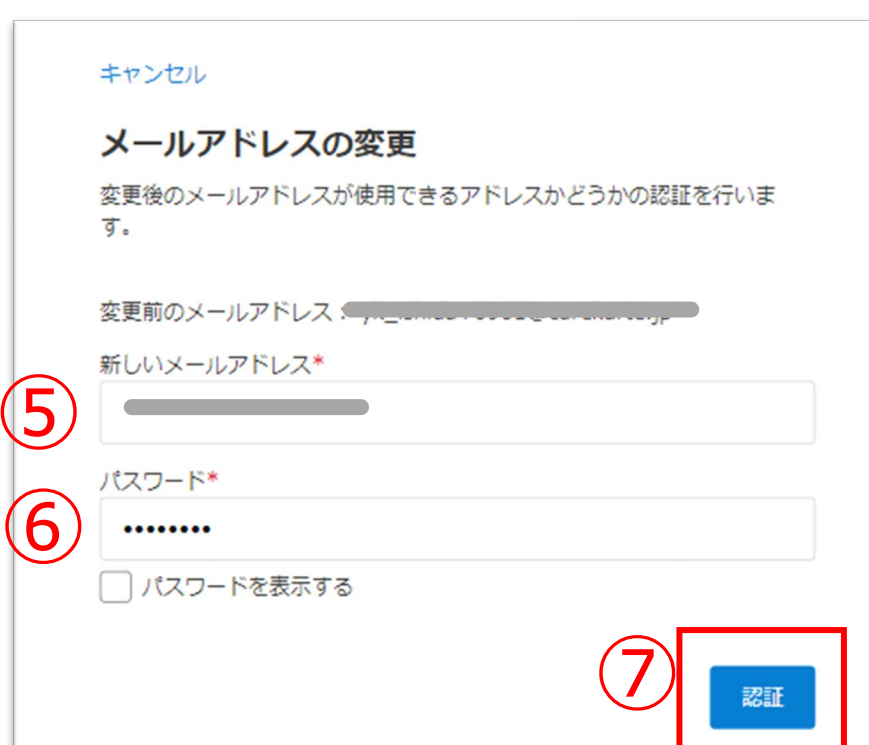 キャンセル
メールアドレスの変更
変更後のメールアドレスが使用できるアドレスかどうかの認証を行いま
す。
変更前のメールアドレス：
新しいメールアドレス*
⑤
パスワード*
⑥ ••••••••
パスワードを表示する
⑦ 認証